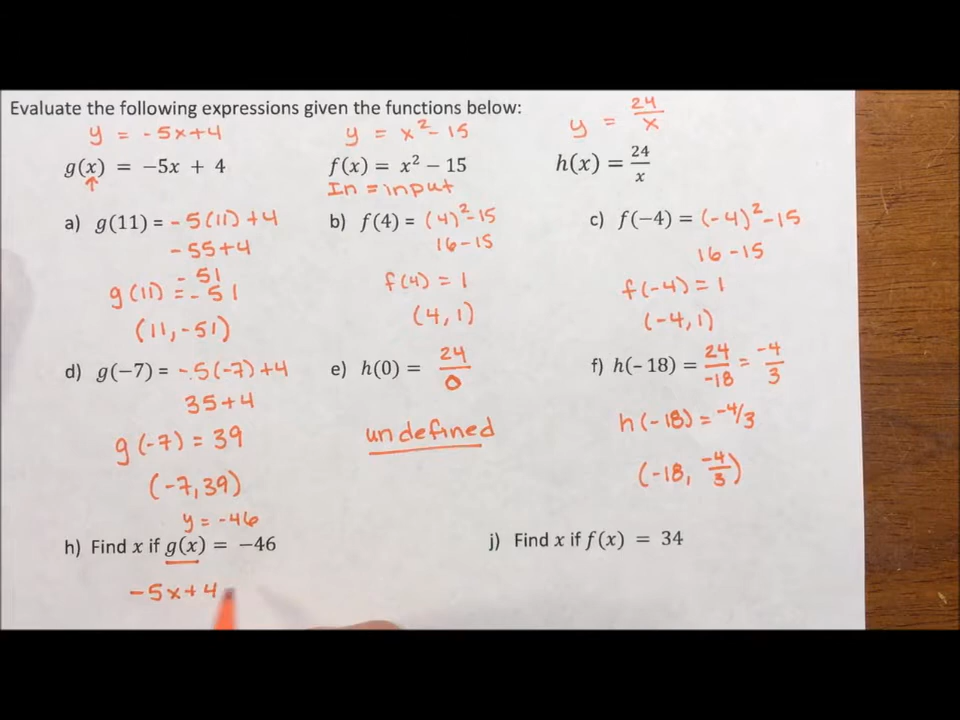 Evaluate the following expressions given the functions below:
y = -5x+4
y = x² - 15
y = 24/x
g(x) = −5x + 4
f(x) = x² − 15
h(x) = 24/x
↑
In = input
a) g(11) = -5(11)+4
-55+4
-51
g(11) = -51
(11,-51)
b) f(4) = (4)²-15
16-15
f(4) = 1
(4,1)
c) f(−4) = (-4)²-15
16-15
f(-4) = 1
(-4,1)
d) g(−7) = -5(-7)+4
35+4
g(-7) = 39
(-7,39)
e) h(0) = 24/0
undefined
f) h(−18) = 24/-18 = -4/3
h(-18) = -4/3
(-18, -4/3)
y = -46
h) Find x if g(x) = −46
-5x+4
j) Find x if f(x) = 34